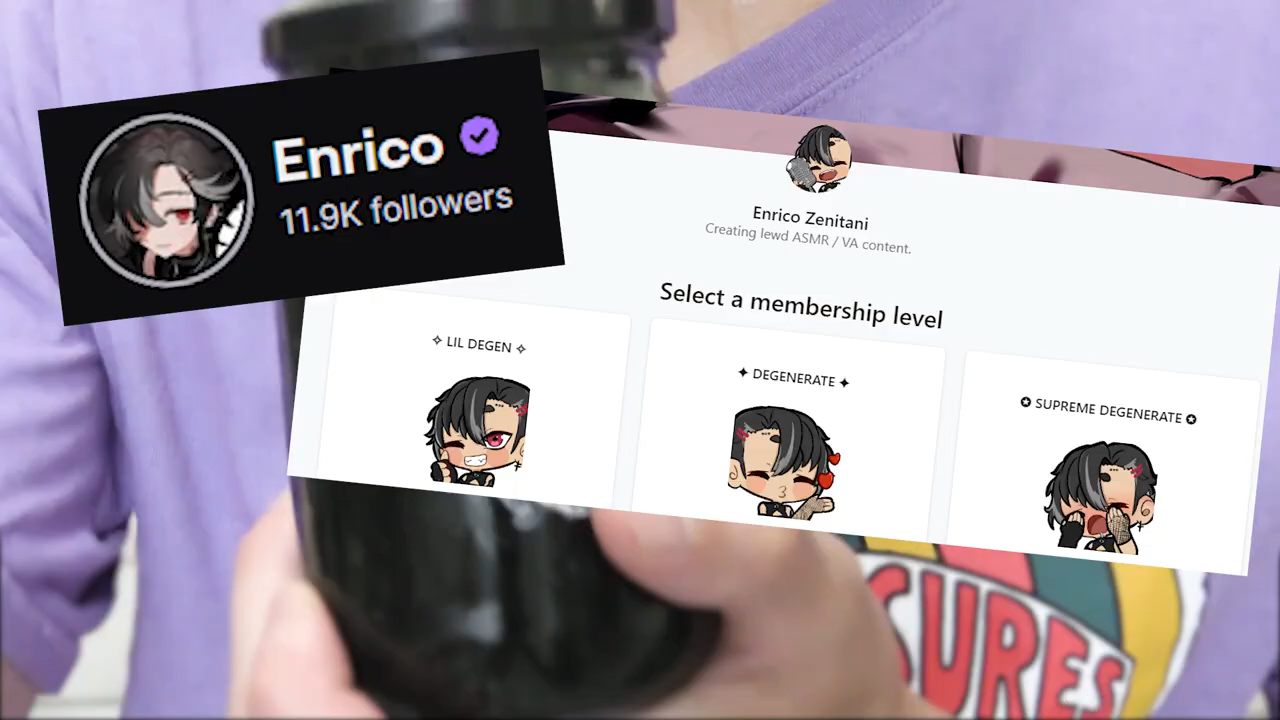 Enrico
11.9K followers
Enrico Zenitani
Creating lewd ASMR / VA content.
Select a membership level
✧ LIL DEGEN ✧
✦ DEGENERATE ✦
✪ SUPREME DEGENERATE ✪
SURES